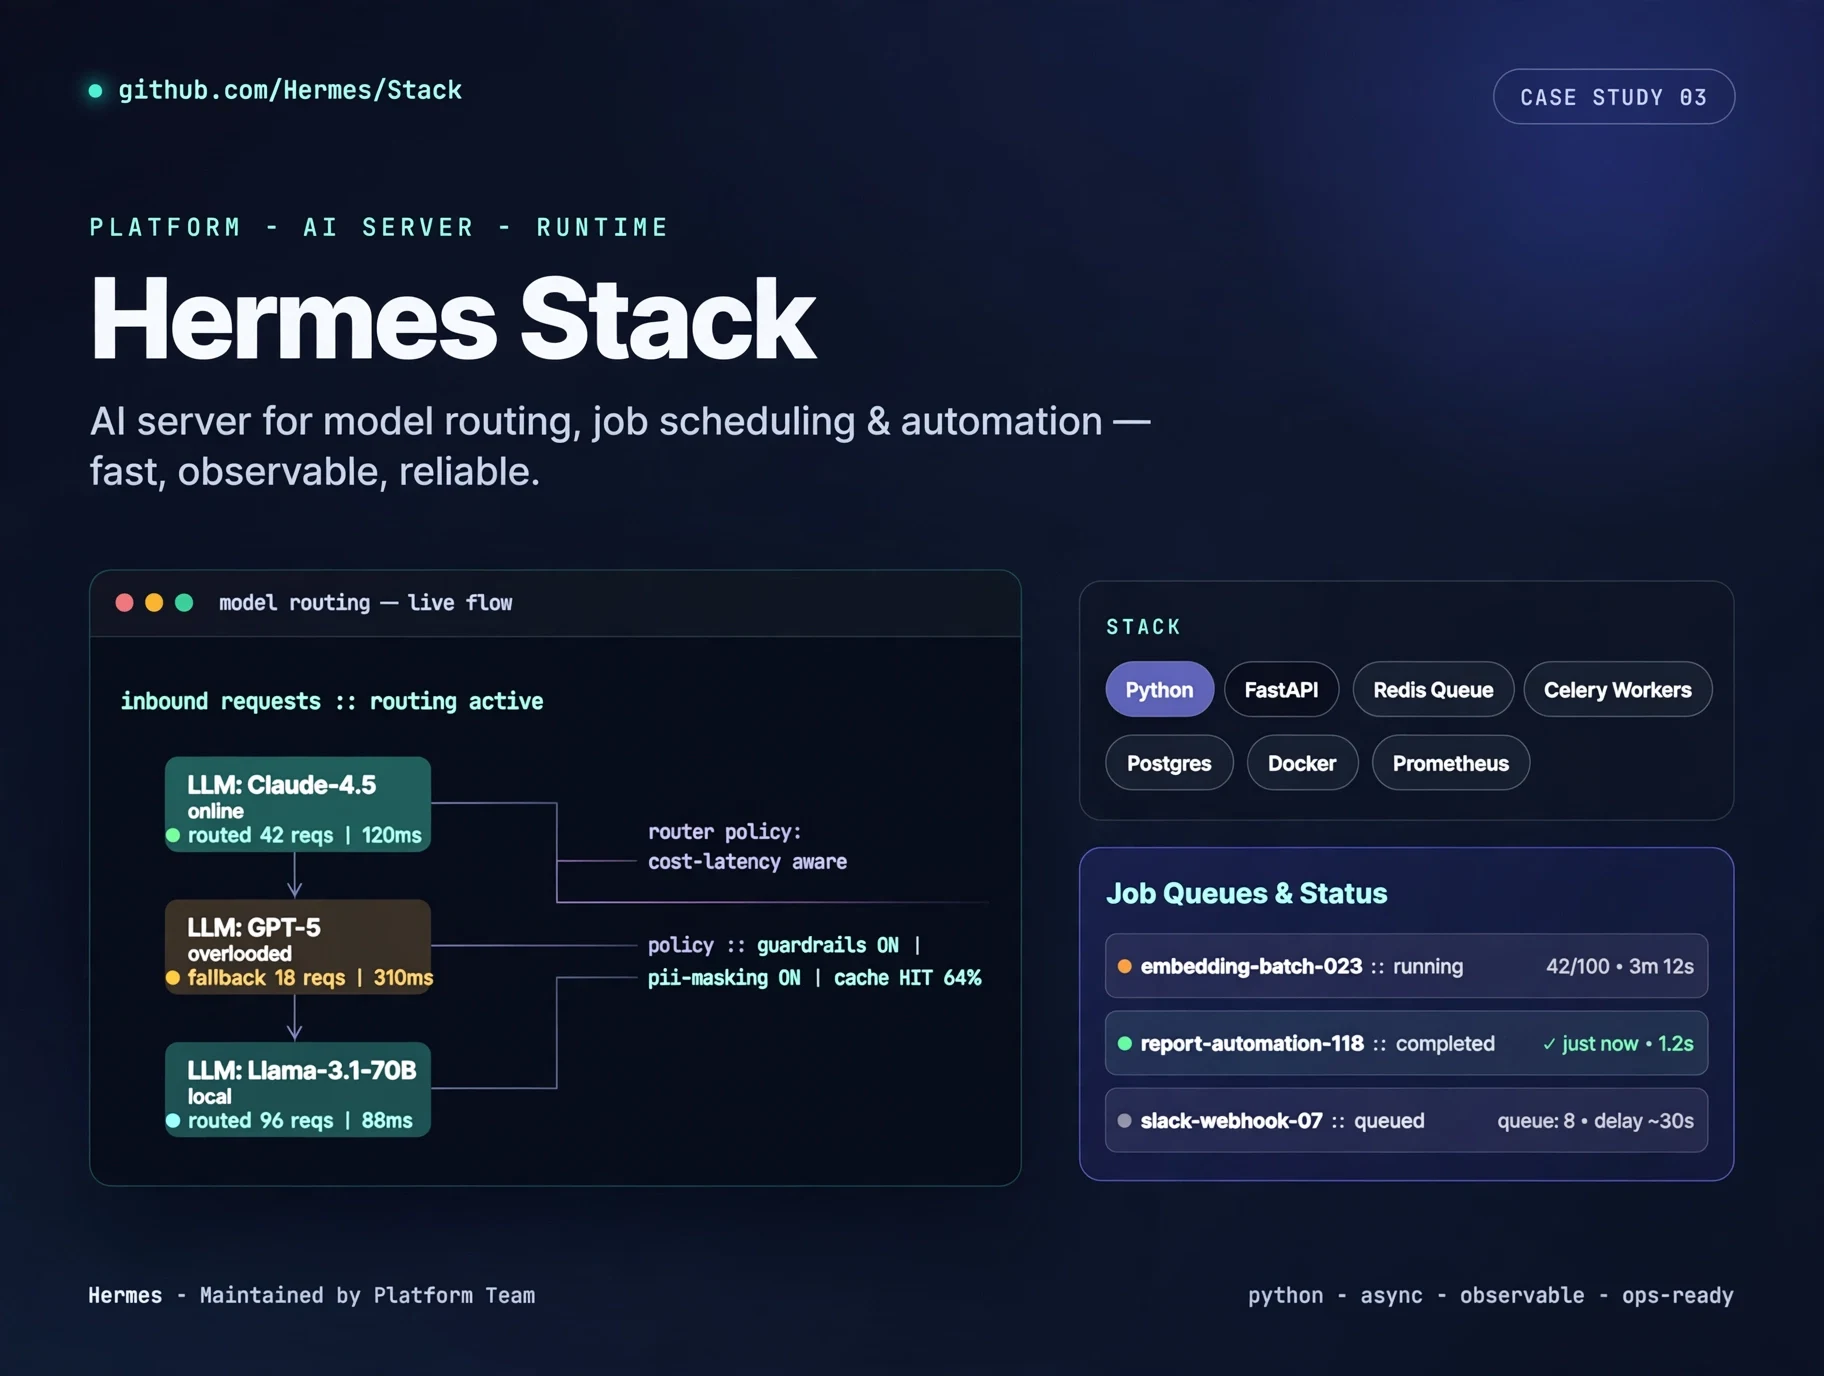 github.com/Hermes/Stack
CASE STUDY 03
PLATFORM - AI SERVER - RUNTIME
Hermes Stack
AI server for model routing, job scheduling & automation —
fast, observable, reliable.
model routing — live flow
inbound requests :: routing active
LLM: Claude-4.5
online
routed 42 reqs | 120ms
router policy:
cost-latency aware
LLM: GPT-5
overlooded
fallback 18 reqs | 310ms
policy :: guardrails ON |
pii-masking ON | cache HIT 64%
LLM: Llama-3.1-70B
local
routed 96 reqs | 88ms
STACK
Python FastAPI Redis Queue Celery Workers
Postgres Docker Prometheus
Job Queues & Status
embedding-batch-023 :: running 42/100 • 3m 12s
report-automation-118 :: completed ✓ just now • 1.2s
slack-webhook-07 :: queued queue: 8 • delay ~30s
Hermes - Maintained by Platform Team
python - async - observable - ops-ready